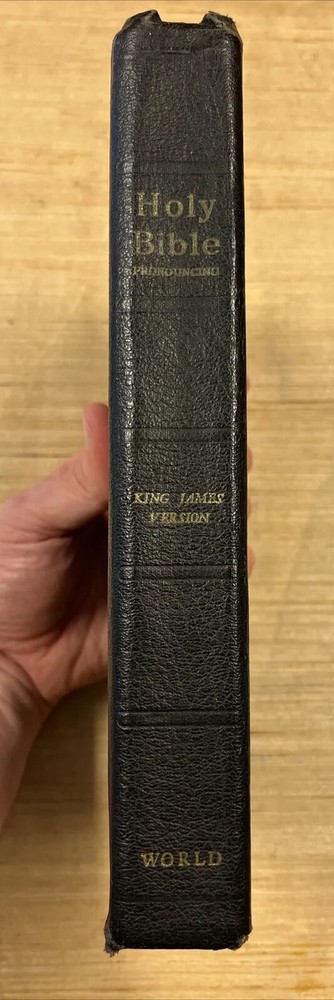 Holy
Bible
PRONOUNCING
KING JAMES
VERSION
WORLD